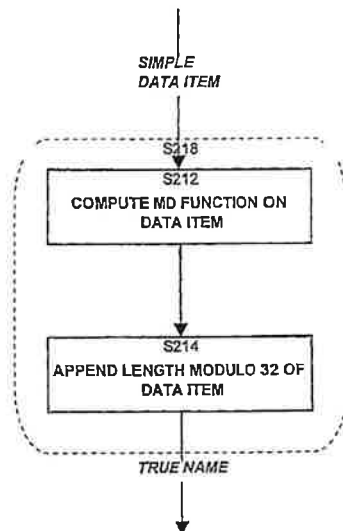 SIMPLE
DATA ITEM
S218
S212
COMPUTE MD FUNCTION ON
DATA ITEM
S214
APPEND LENGTH MODULO 32 OF
DATA ITEM
TRUE NAME